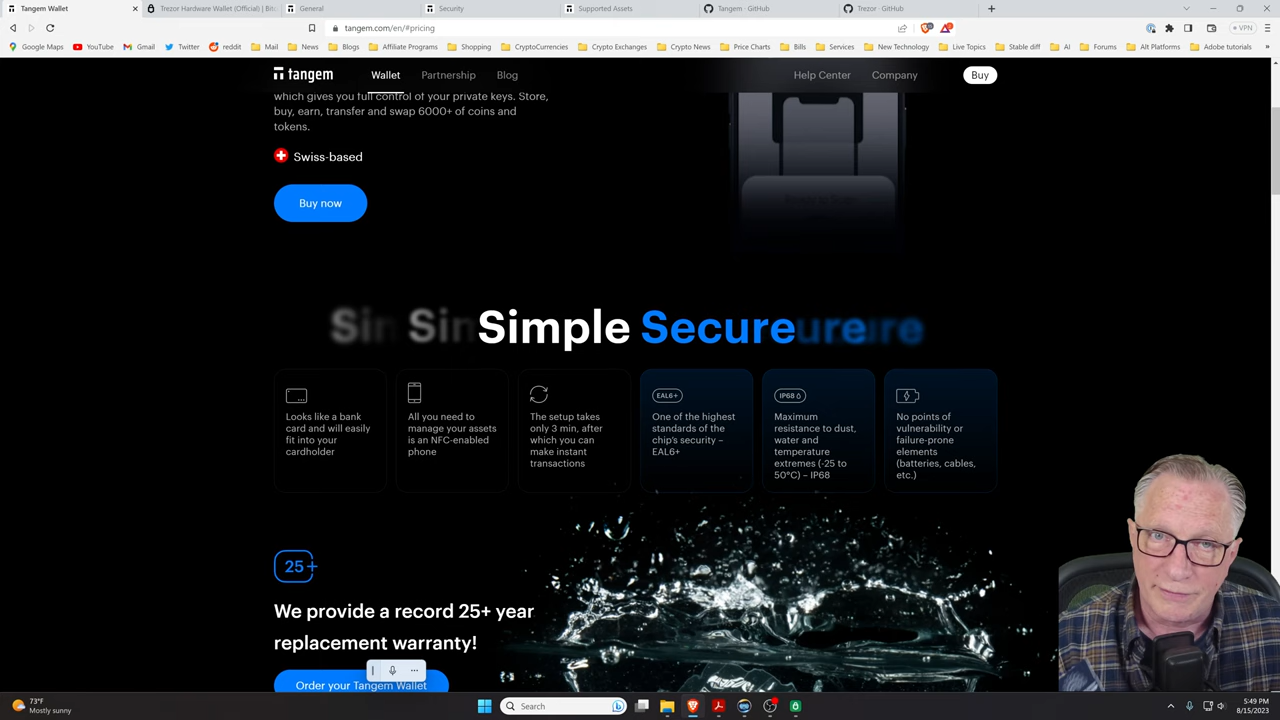 Tangem Wallet
Trezor Hardware Wallet (Official) | Bit
General
Security
Supported Assets
Tangem · GitHub
Trezor · GitHub
tangem.com/en/#pricing
VPN
Google Maps
YouTube
Gmail
Twitter
reddit
Mail
News
Blogs
Affiliate Programs
Shopping
CryptoCurrencies
Crypto Exchanges
Crypto News
Price Charts
Bills
Services
New Technology
Live Topics
Stable diff
AI
Forums
Alt Platforms
Adobe tutorials
»
tangem
Wallet
Partnership
Blog
Help Center
Company
Buy
which gives you full control of your private keys. Store,
buy, earn, transfer and swap 6000+ of coins and
tokens.
Swiss-based
Buy now
Sin Sin Simple Secure ure re
Looks like a bank
card and will easily
fit into your
cardholder
All you need to
manage your assets
is an NFC-enabled
phone
The setup takes
only 3 min, after
which you can
make instant
transactions
EAL6+
One of the highest
standards of the
chip's security –
EAL6+
IP68
Maximum
resistance to dust,
water and
temperature
extremes (-25 to
50°C) – IP68
No points of
vulnerability or
failure-prone
elements
(batteries, cables,
etc.)
25+
We provide a record 25+ year
replacement warranty!
Order your Tangem Wallet
73°F
Mostly sunny
Search
5:49 PM
8/15/2023